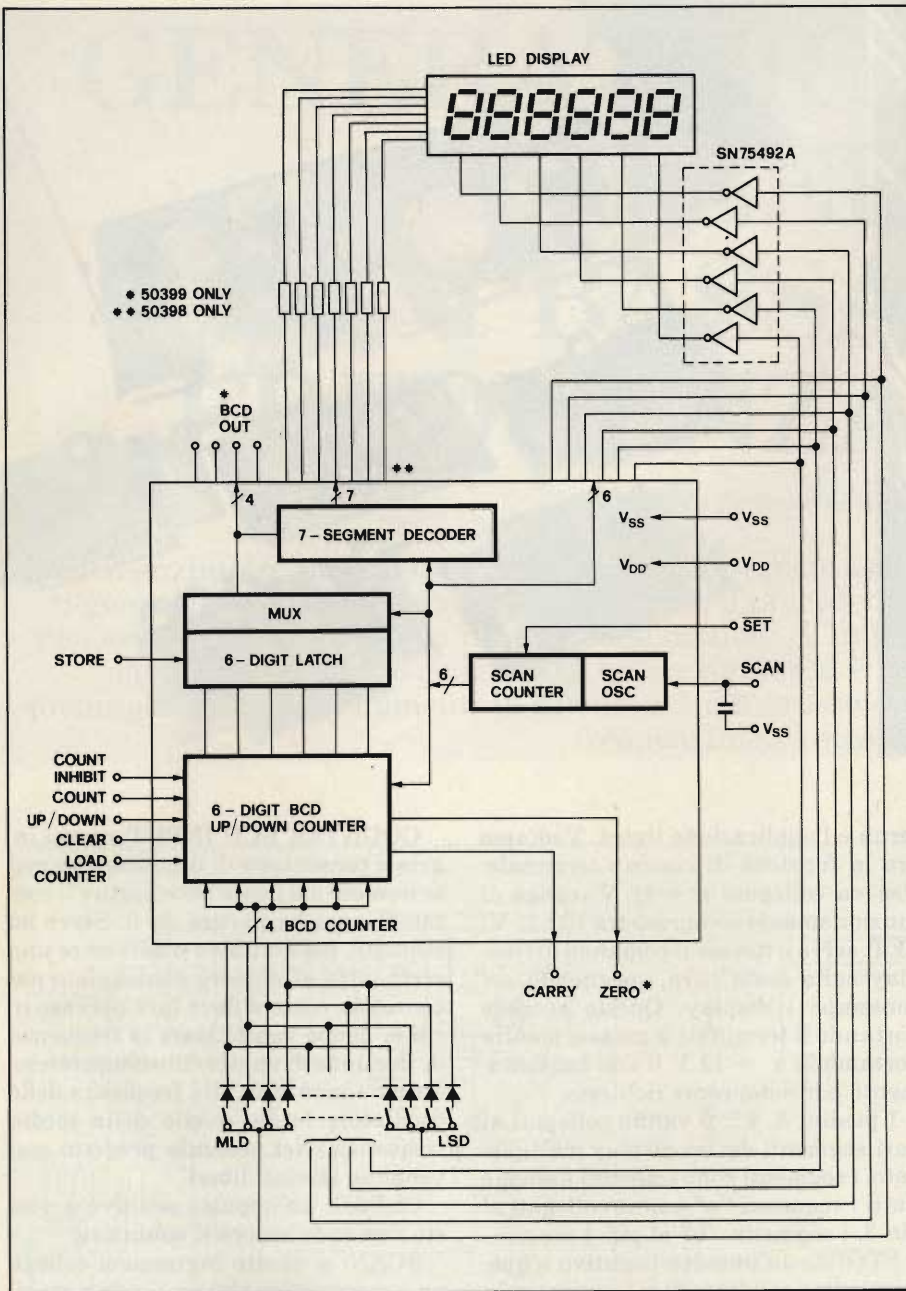 LED DISPLAY
888888
SN75492A
* 50399 ONLY
** 50398 ONLY
*
BCD
OUT
**
4
7
6
7-SEGMENT DECODER
VSS
VSS
VDD
VDD
MUX
SET
STORE
6-DIGIT LATCH
6
SCAN
COUNTER
SCAN
OSC
SCAN
VSS
COUNT
INHIBIT
COUNT
UP/DOWN
CLEAR
LOAD
COUNTER
6-DIGIT BCD
UP/DOWN COUNTER
4 BCD COUNTER
CARRY
ZERO*
MLD
LSD